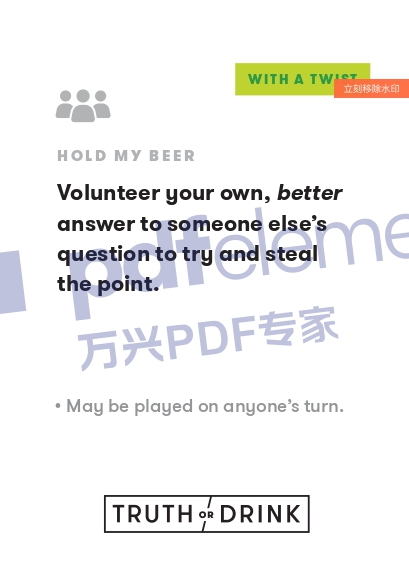 WITH A TWIST
立刻移除水印
HOLD MY BEER
Volunteer your own, better
answer to someone else's
question to try and steal
the point.
pdfeleme
万兴PDF专家
• May be played on anyone's turn.
TRUTH OR DRINK